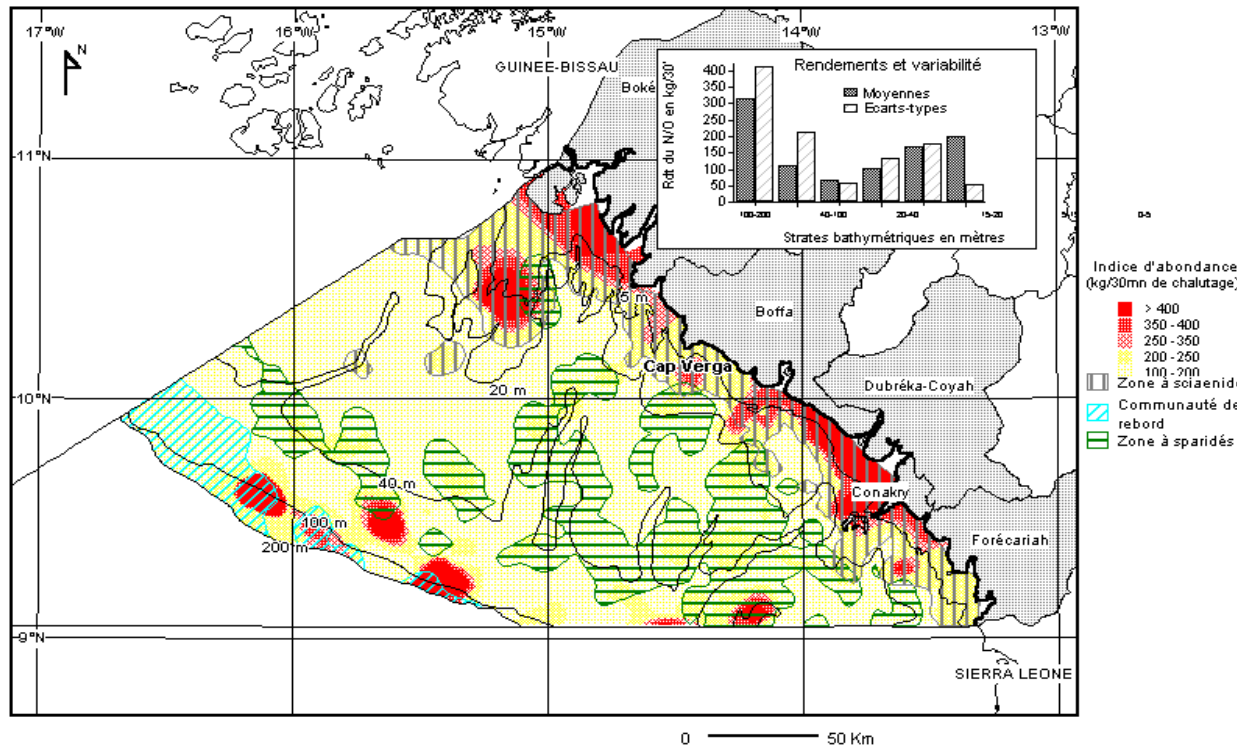 17°W 16°W 15°W 14°W 13°W
N
GUINEE-BISSAU
Boké
Rendements et variabilité
Moyennes
Ecarts-types
Rdt du N/O en kg/30'
400
350
300
250
200
150
100
50
0
100-200 40-100 20-40 15-20 0-5
Strates bathymétriques en mètres
11°N
5 m
Boffa
Cap Verga
Dubréka-Coyah
20 m
10°N
40 m
Conakry
100 m
200 m
Forécariah
9°N
SIERRA LEONE
0 50 Km
Indice d'abondance
(kg/30mn de chalutage)
> 400
350 - 400
250 - 350
200 - 250
100 - 200
Zone à sciaenidé
Communauté de
rebord
Zone à sparidés